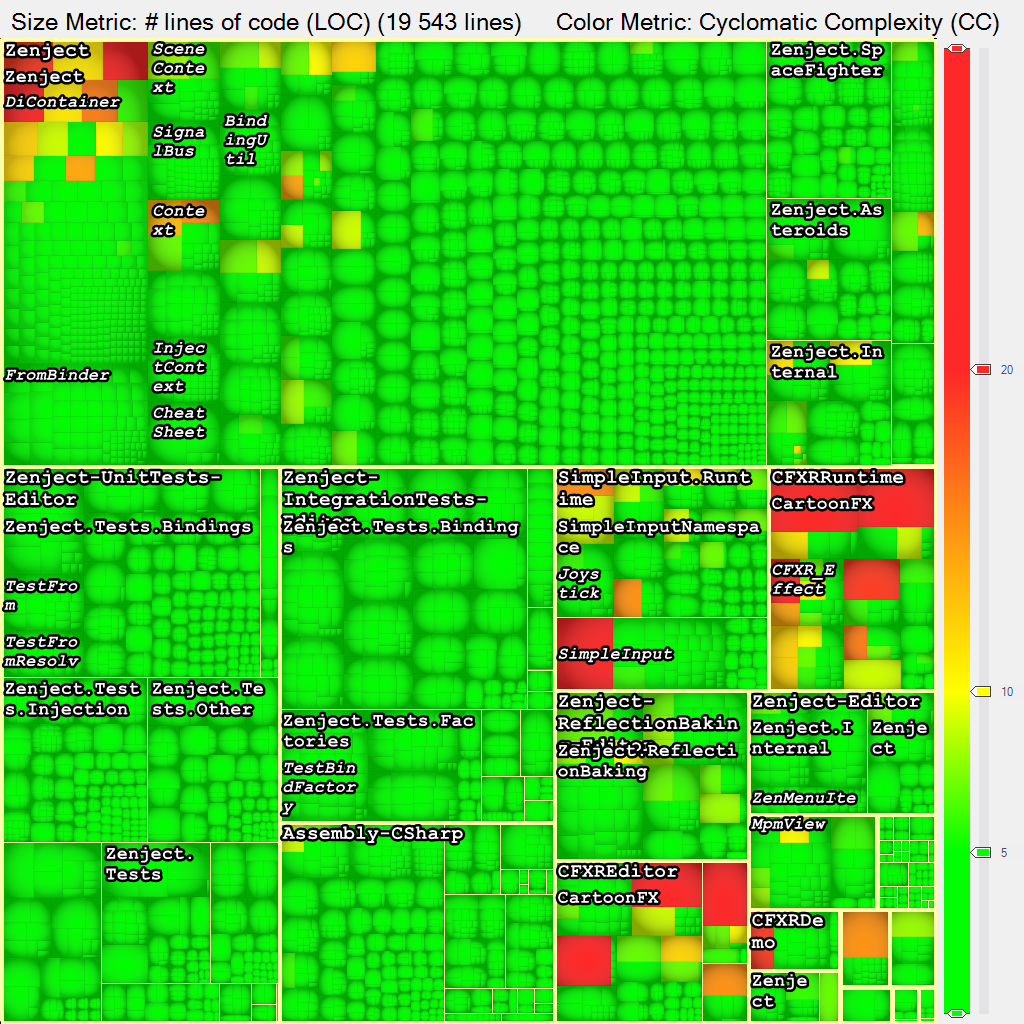 Size Metric: # lines of code (LOC) (19 543 lines)
Color Metric: Cyclomatic Complexity (CC)
Zenject
Zenject
DiContainer
FromBinder
Scene
Conte
xt
Signa
lBus
Conte
xt
Injec
tCont
ext
Cheat
Sheet
Bind
ingU
til
Zenject.Sp
aceFighter
Zenject.As
teroids
Zenject.In
ternal
20
10
5
Zenject-UnitTests-
Editor
Zenject.Tests.Bindings
TestFro
m
TestFro
mResolv
Zenject.Test
s.Injection
Zenject.Te
sts.Other
Zenject.
Tests
Zenject-
IntegrationTests-
Zenject.Tests.Binding
s
Zenject.Tests.Fac
tories
TestBin
dFactor
y
Assembly-CSharp
SimpleInput.Runt
ime
SimpleInputNamespa
ce
Joys
tick
SimpleInput
CFXRRuntime
CartoonFX
CFXR_E
ffect
Zenject-
ReflectionBakin
Zenject.Reflecti
onBaking
Zenject-Editor
Zenject.I
nternal
Zenje
ct
ZenMenuIte
MpmView
CFXREditor
CartoonFX
CFXRDe
mo
Zenje
ct